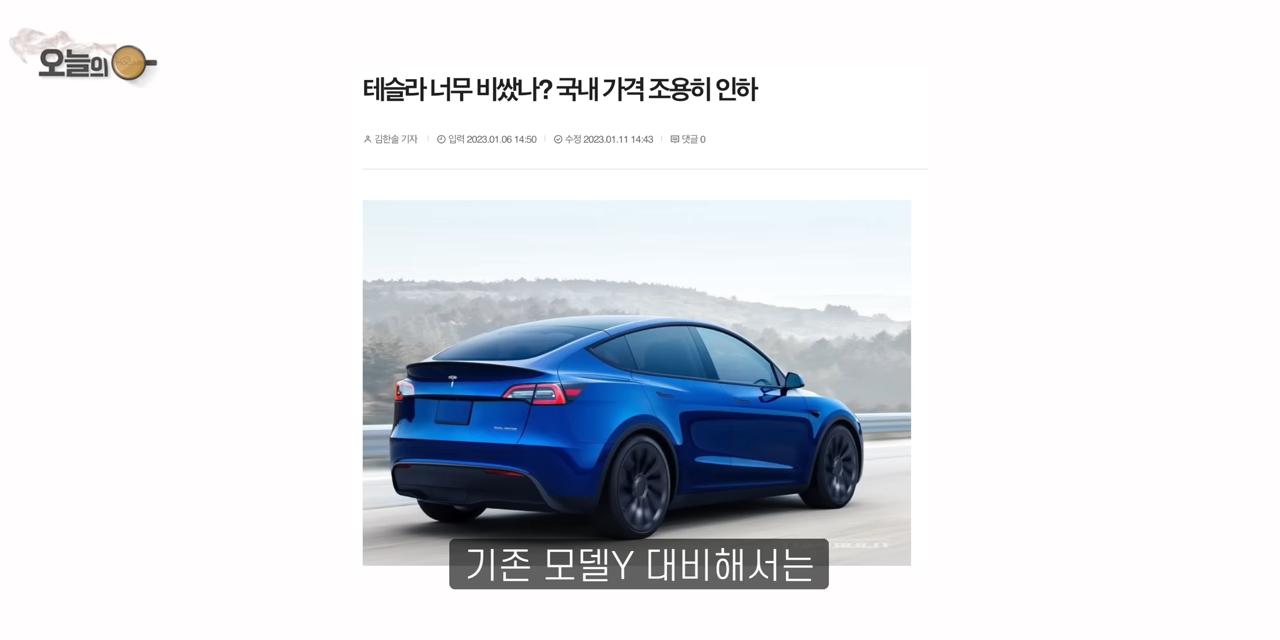 오늘의
테슬라 너무 비쌌나? 국내 가격 조용히 인하
김한솔 기자 입력 2023.01.06 14:50 수정 2023.01.11 14:43 댓글 0
기존 모델Y 대비해서는